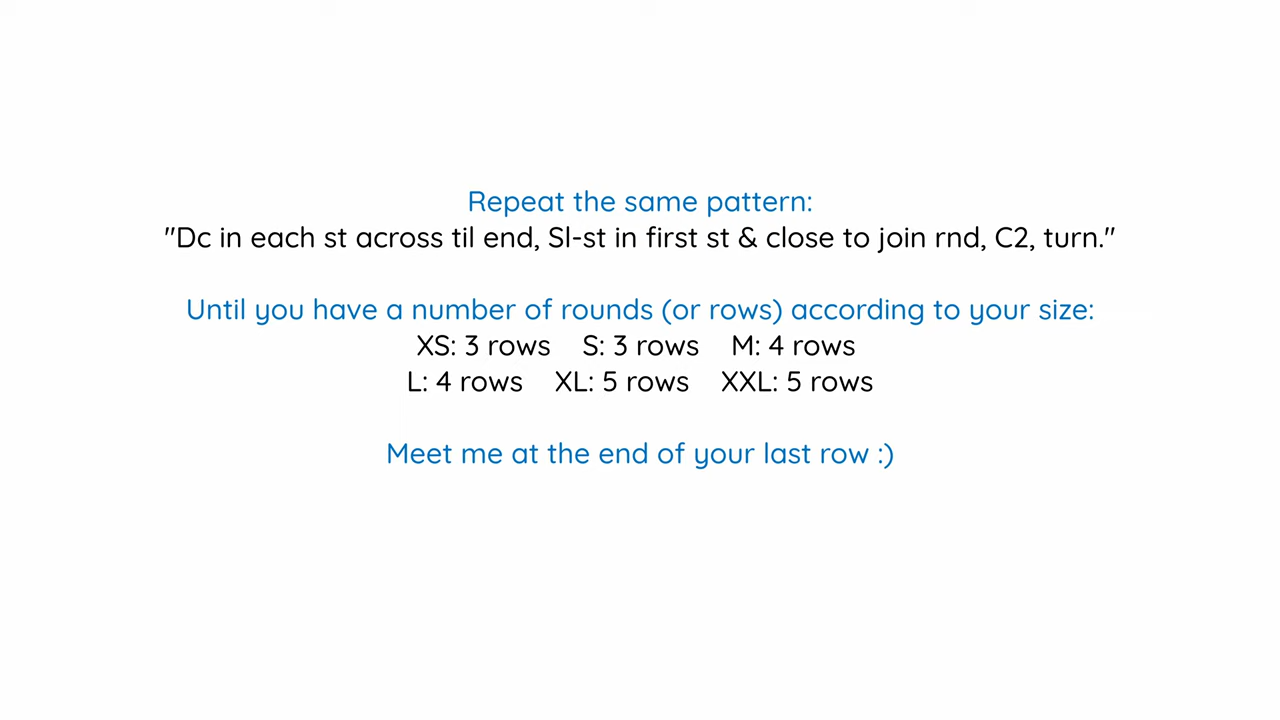 Repeat the same pattern:
"Dc in each st across til end, Sl-st in first st & close to join rnd, C2, turn."
Until you have a number of rounds (or rows) according to your size:
XS: 3 rows S: 3 rows M: 4 rows
L: 4 rows XL: 5 rows XXL: 5 rows
Meet me at the end of your last row :)